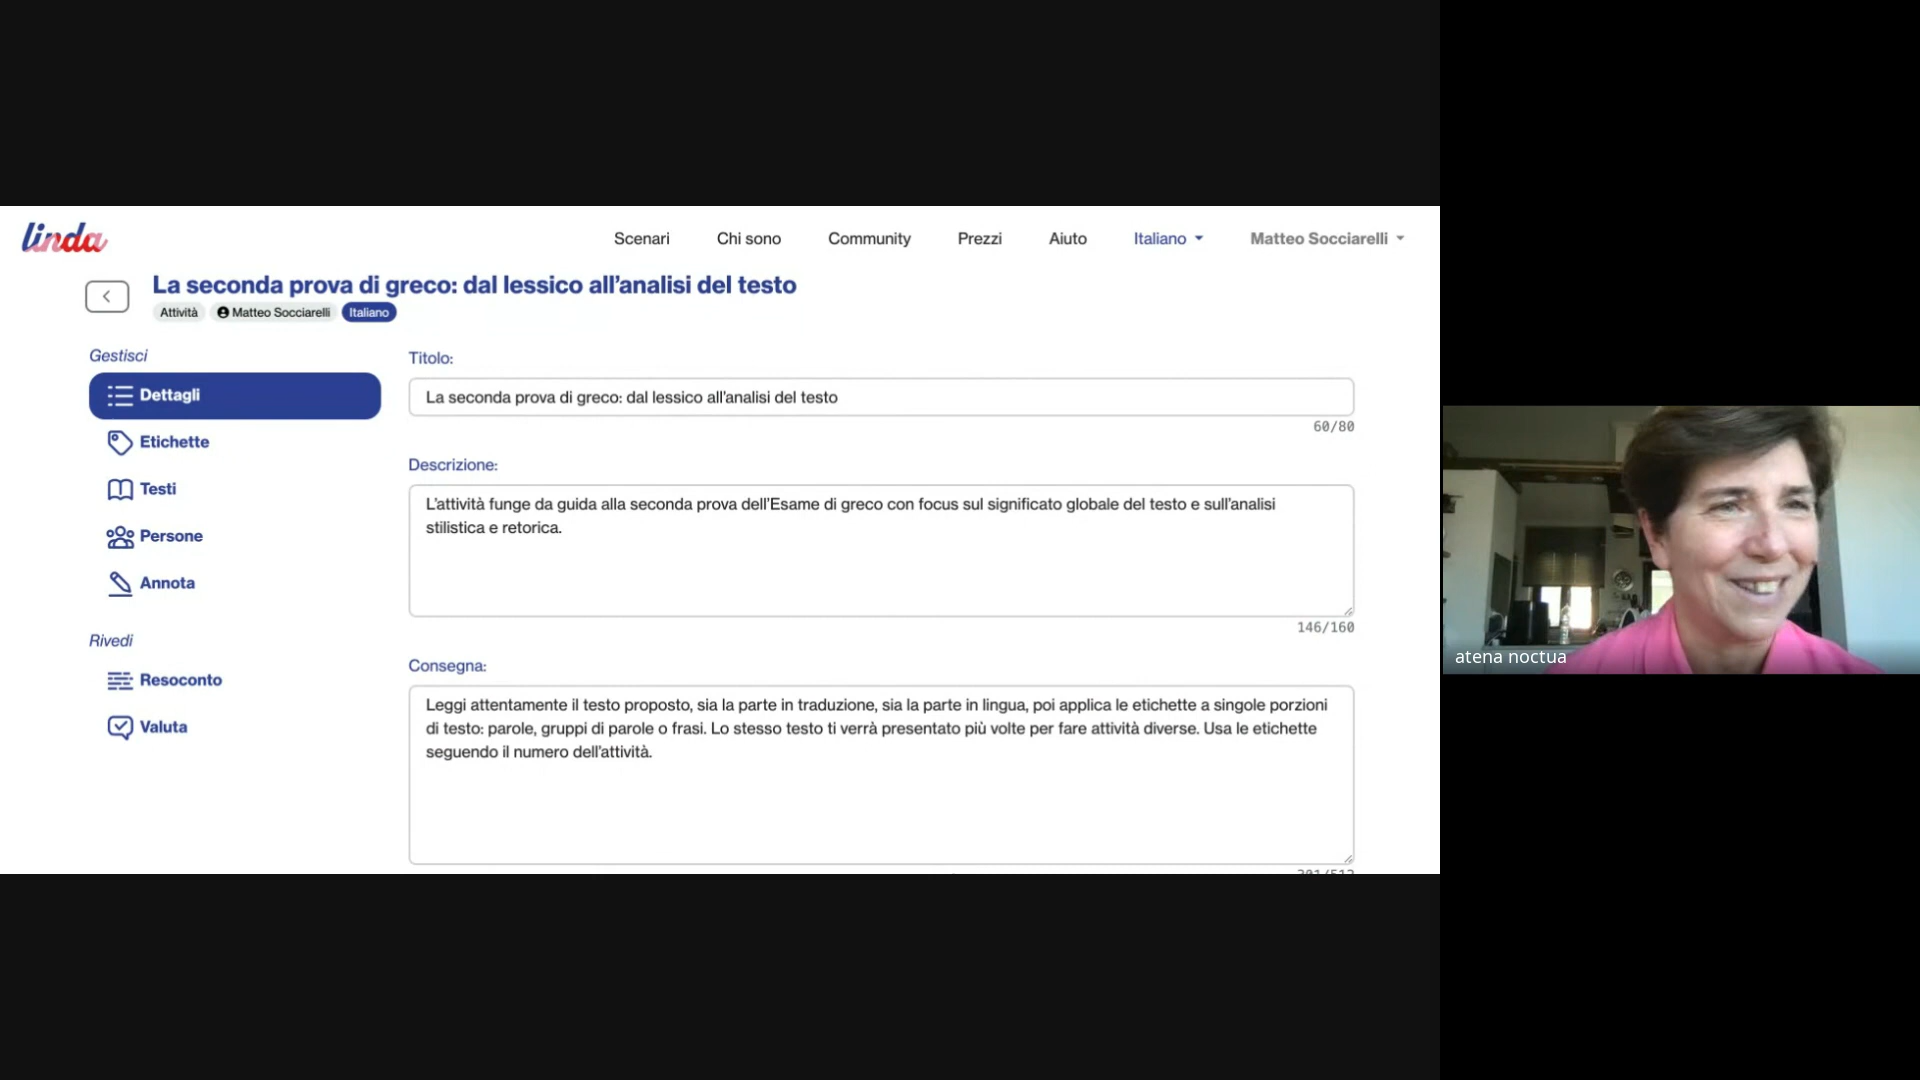 linda
Scenari
Chi sono
Community
Prezzi
Aiuto
Italiano
Matteo Socciarelli
La seconda prova di greco: dal lessico all'analisi del testo
Attività
Matteo Socciarelli
Italiano
Gestisci
Dettagli
Etichette
Testi
Persone
Annota
Rivedi
Resoconto
Valuta
Titolo:
La seconda prova di greco: dal lessico all'analisi del testo
60/80
Descrizione:
L'attività funge da guida alla seconda prova dell'Esame di greco con focus sul significato globale del testo e sull'analisi
stilistica e retorica.
146/160
Consegna:
Leggi attentamente il testo proposto, sia la parte in traduzione, sia la parte in lingua, poi applica le etichette a singole porzioni
di testo: parole, gruppi di parole o frasi. Lo stesso testo ti verrà presentato più volte per fare attività diverse. Usa le etichette
seguendo il numero dell'attività.
atena noctua